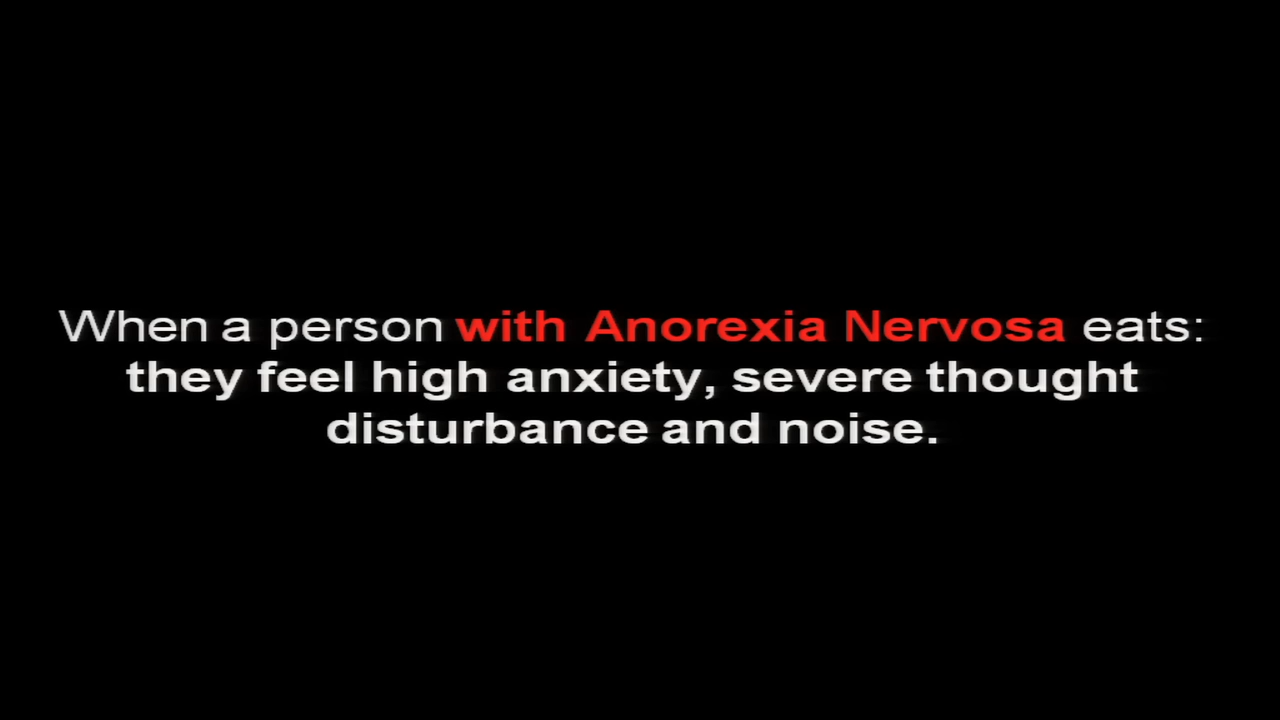 When a person with Anorexia Nervosa eats:
they feel high anxiety, severe thought
disturbance and noise.